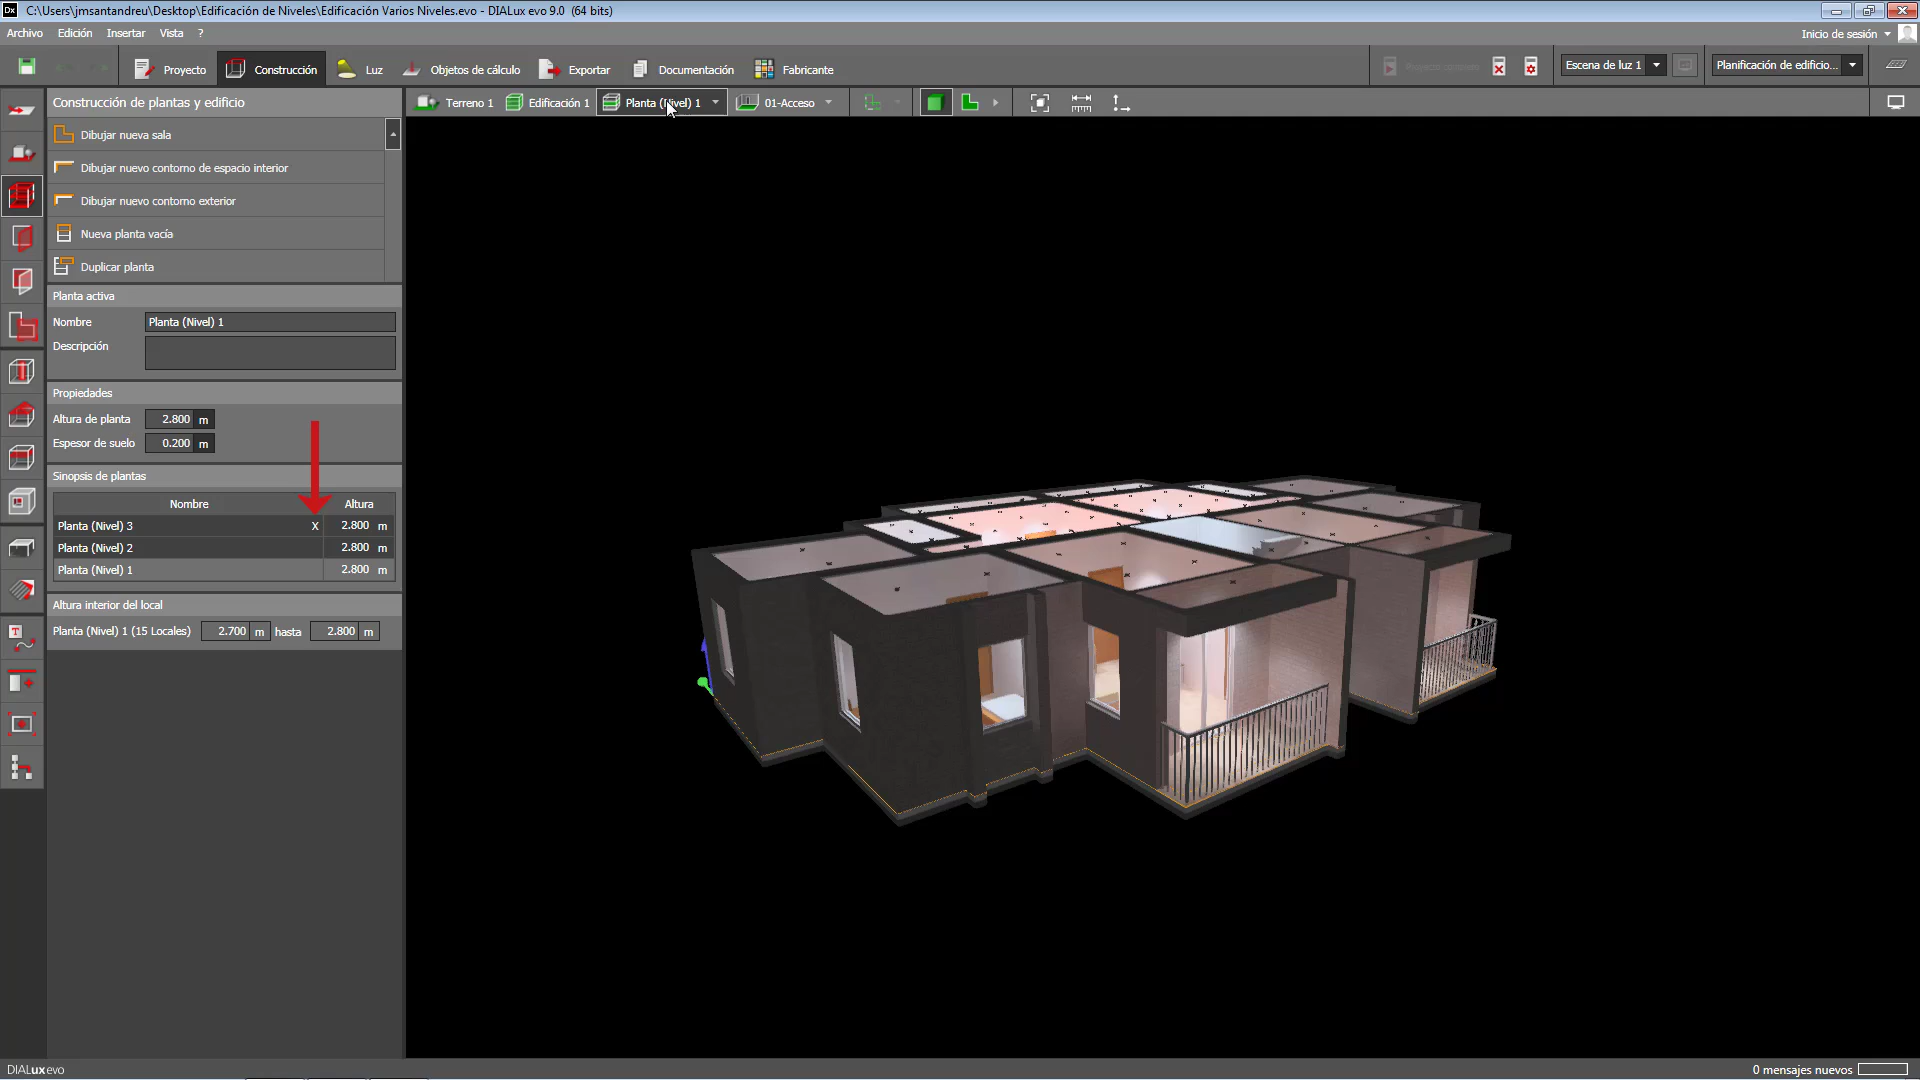 Dx C:\Users\jmsantandreu\Desktop\Edificación de Niveles\Edificación Varios Niveles.evo - DIALux evo 9.0 (64 bits)
Archivo Edición Insertar Vista ?
Inicio de sesión
Proyecto Construcción Luz Objetos de cálculo Exportar Documentación Fabricante
Escena de luz 1 Planificación de edificio...
Construcción de plantas y edificio
Terreno 1 Edificación 1 Planta (Nivel) 1 01-Acceso
Dibujar nueva sala
Dibujar nuevo contorno de espacio interior
Dibujar nuevo contorno exterior
Nueva planta vacía
Duplicar planta
Planta activa
Nombre Planta (Nivel) 1
Descripción
Propiedades
Altura de planta 2.800 m
Espesor de suelo 0.200 m
Sinopsis de plantas
Nombre Altura
Planta (Nivel) 3 X 2.800 m
Planta (Nivel) 2 2.800 m
Planta (Nivel) 1 2.800 m
Altura interior del local
Planta (Nivel) 1 (15 Locales) 2.700 m hasta 2.800 m
T
DIALux evo
0 mensajes nuevos